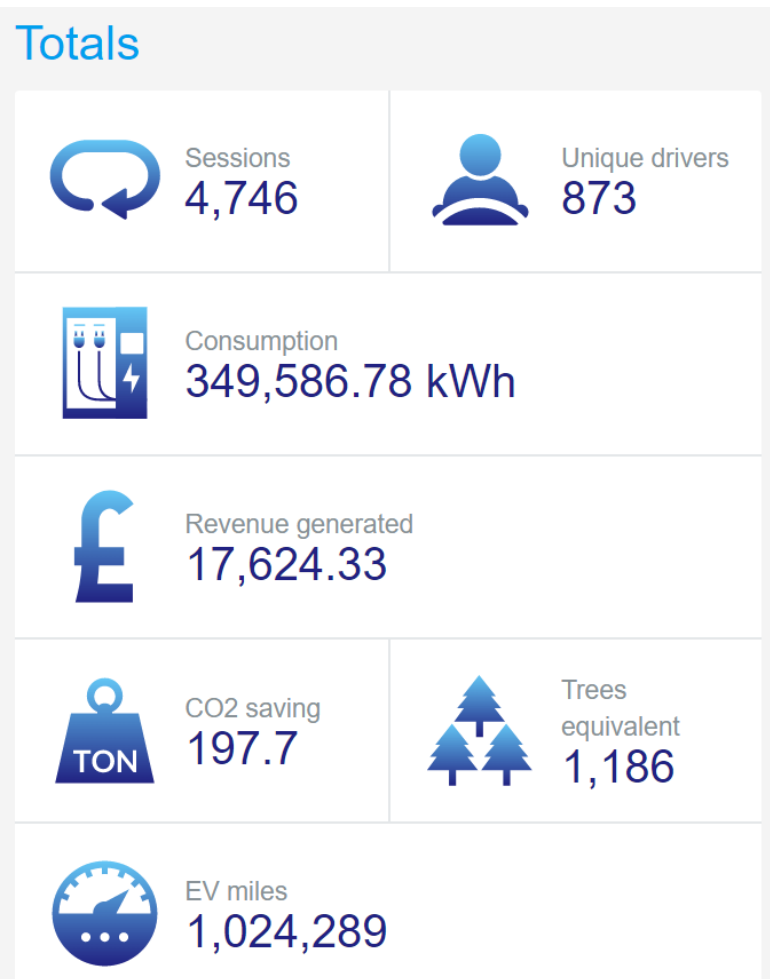 Totals
Sessions
4,746
Unique drivers
873
Consumption
349,586.78 kWh
£
Revenue generated
17,624.33
TON
CO2 saving
197.7
Trees
equivalent
1,186
EV miles
1,024,289